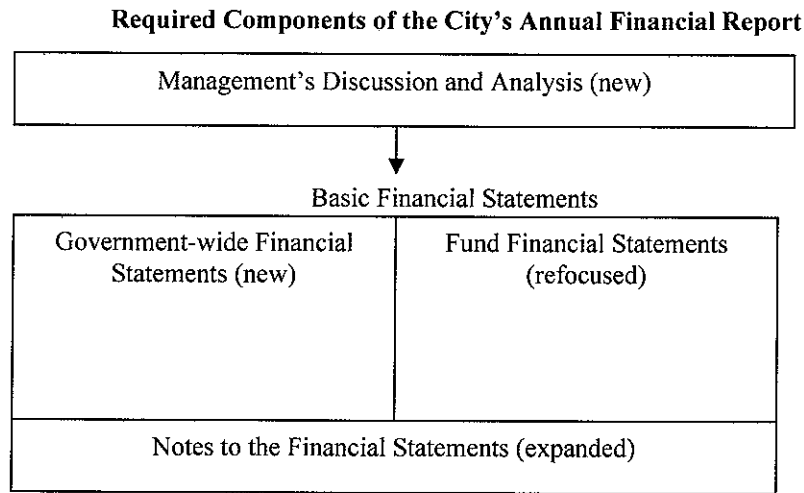 Required Components of the City's Annual Financial Report
Management's Discussion and Analysis (new)
Basic Financial Statements
Government-wide Financial
Statements (new)
Fund Financial Statements
(refocused)
Notes to the Financial Statements (expanded)